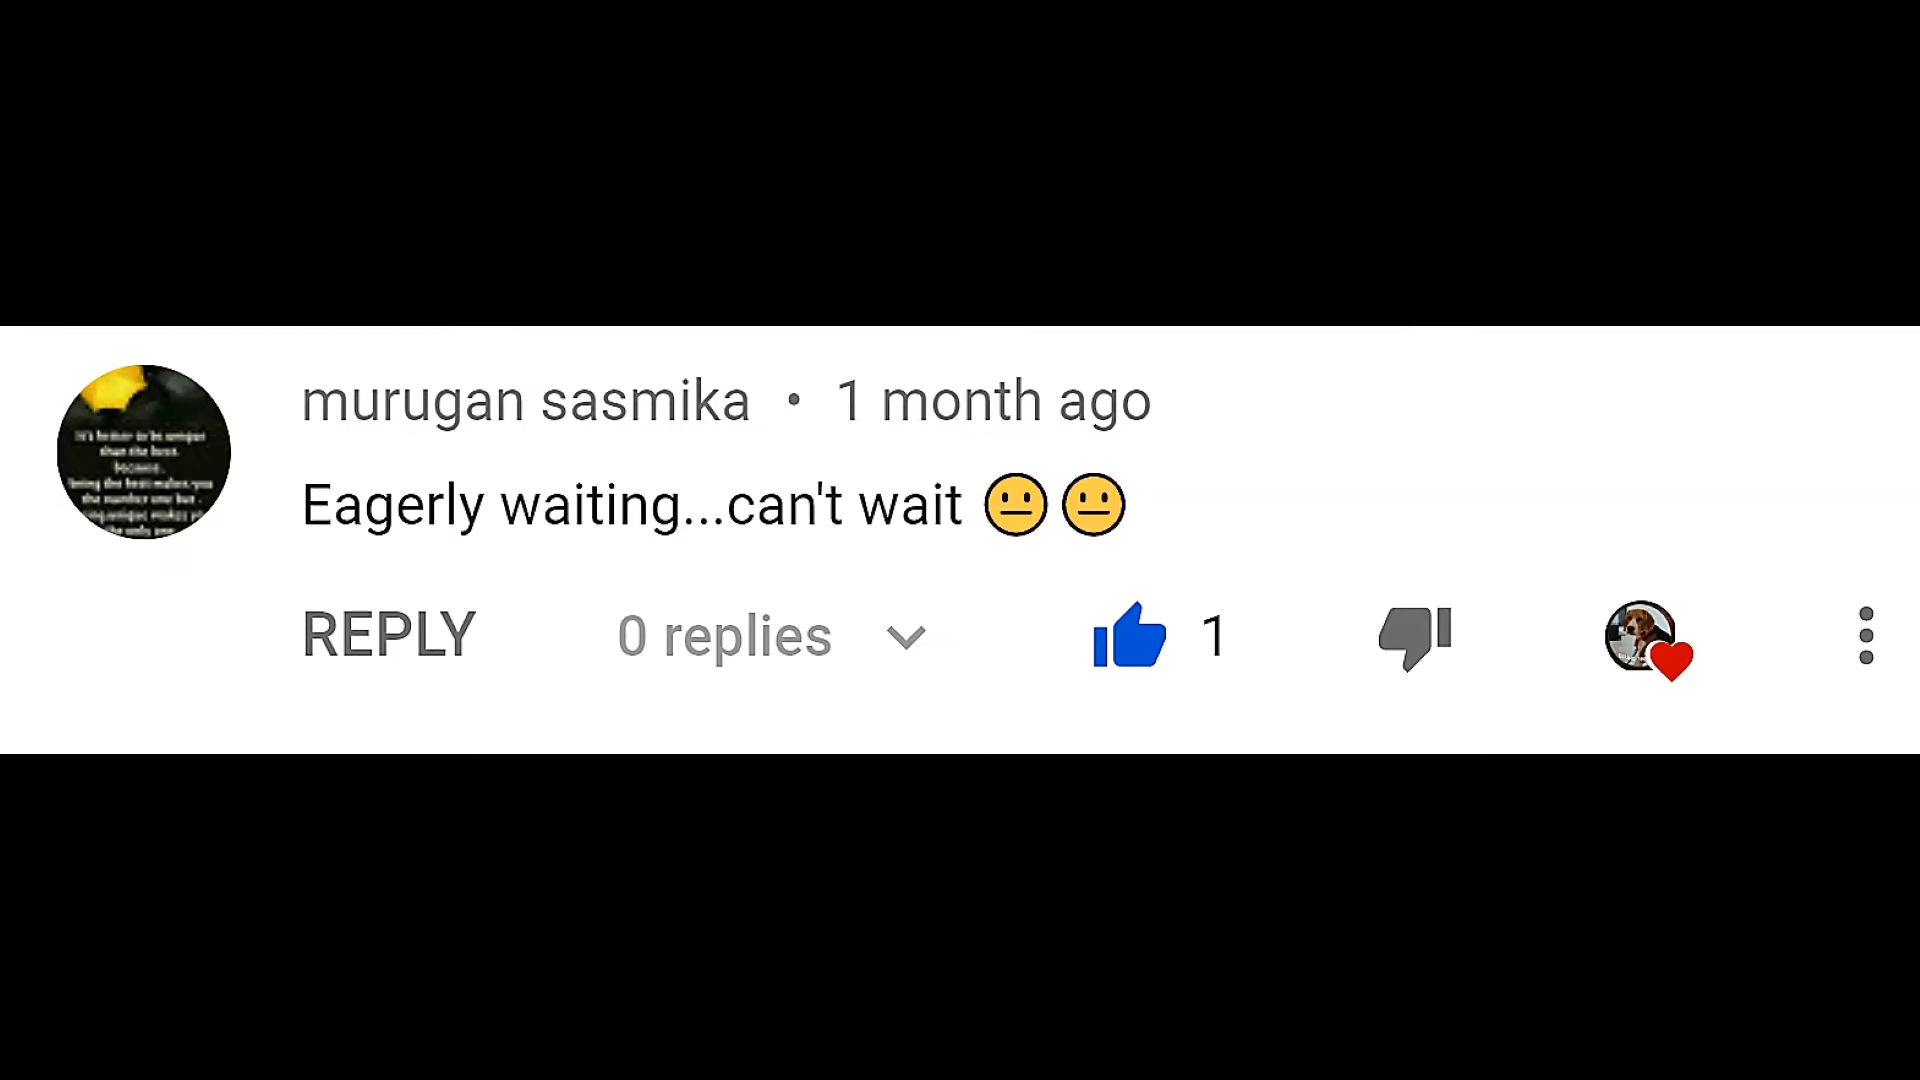 murugan sasmika • 1 month ago
Eagerly waiting...can't wait 😐😐
REPLY 0 replies 1